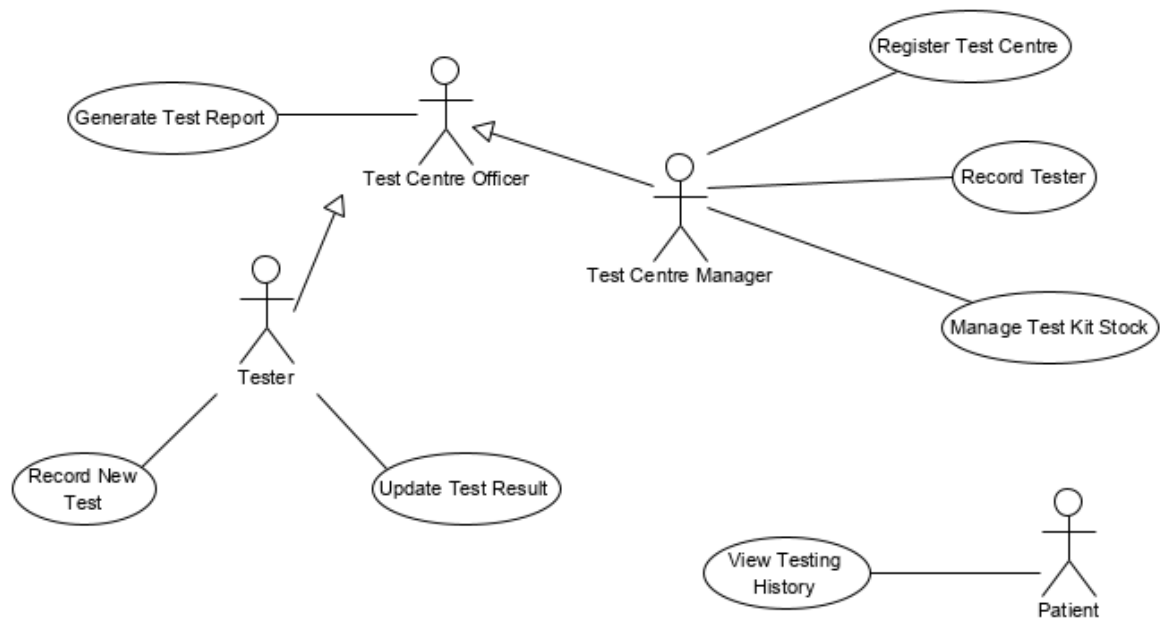 Register Test Centre
Generate Test Report
Test Centre Officer
Record Tester
Test Centre Manager
Manage Test Kit Stock
Tester
Record New
Test
Update Test Result
View Testing
History
Patient